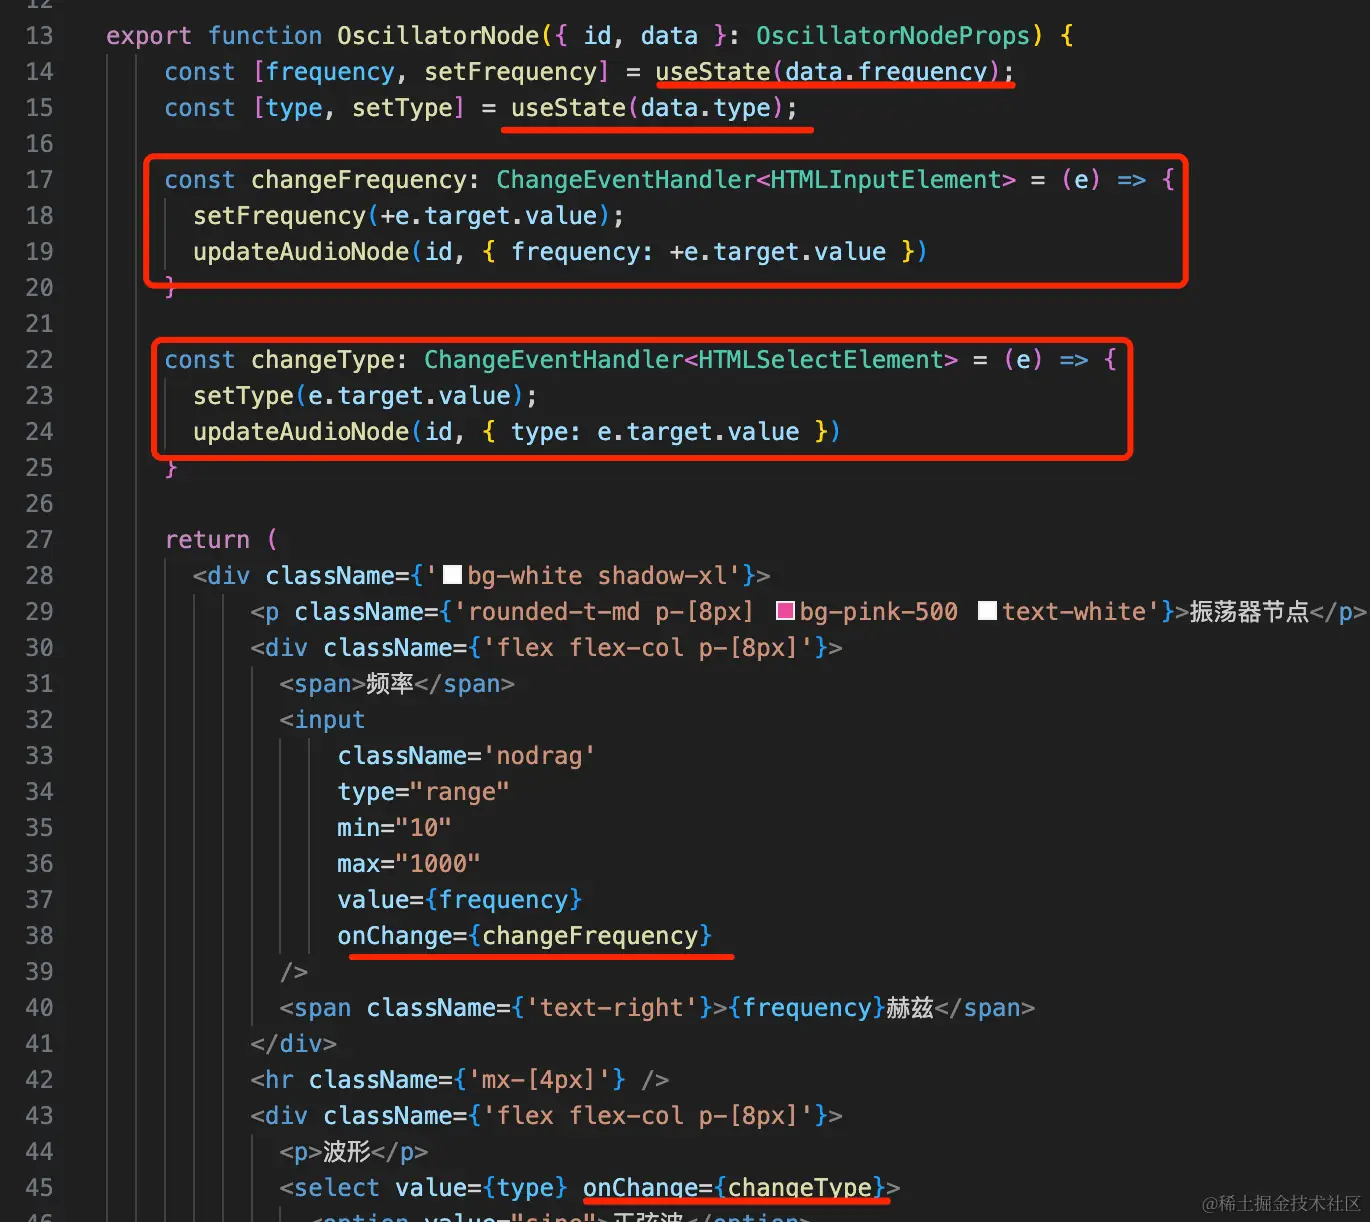 12
13 export function OscillatorNode({ id, data }: OscillatorNodeProps) {
14 const [frequency, setFrequency] = useState(data.frequency);
15 const [type, setType] = useState(data.type);
16
17 const changeFrequency: ChangeEventHandler<HTMLInputElement> = (e) => {
18 setFrequency(+e.target.value);
19 updateAudioNode(id, { frequency: +e.target.value })
20 }
21
22 const changeType: ChangeEventHandler<HTMLSelectElement> = (e) => {
23 setType(e.target.value);
24 updateAudioNode(id, { type: e.target.value })
25 }
26
27 return (
28 <div className={'bg-white shadow-xl'}>
29 <p className={'rounded-t-md p-[8px] bg-pink-500 text-white'}>振荡器节点</p>
30 <div className={'flex flex-col p-[8px]'}>
31 <span>频率</span>
32 <input
33 className='nodrag'
34 type="range"
35 min="10"
36 max="1000"
37 value={frequency}
38 onChange={changeFrequency}
39 />
40 <span className={'text-right'}>{frequency}赫兹</span>
41 </div>
42 <hr className={'mx-[4px]'} />
43 <div className={'flex flex-col p-[8px]'}>
44 <p>波形</p>
45 <select value={type} onChange={changeType}>
46 <option value="sine">正弦波</option>
@稀土掘金技术社区